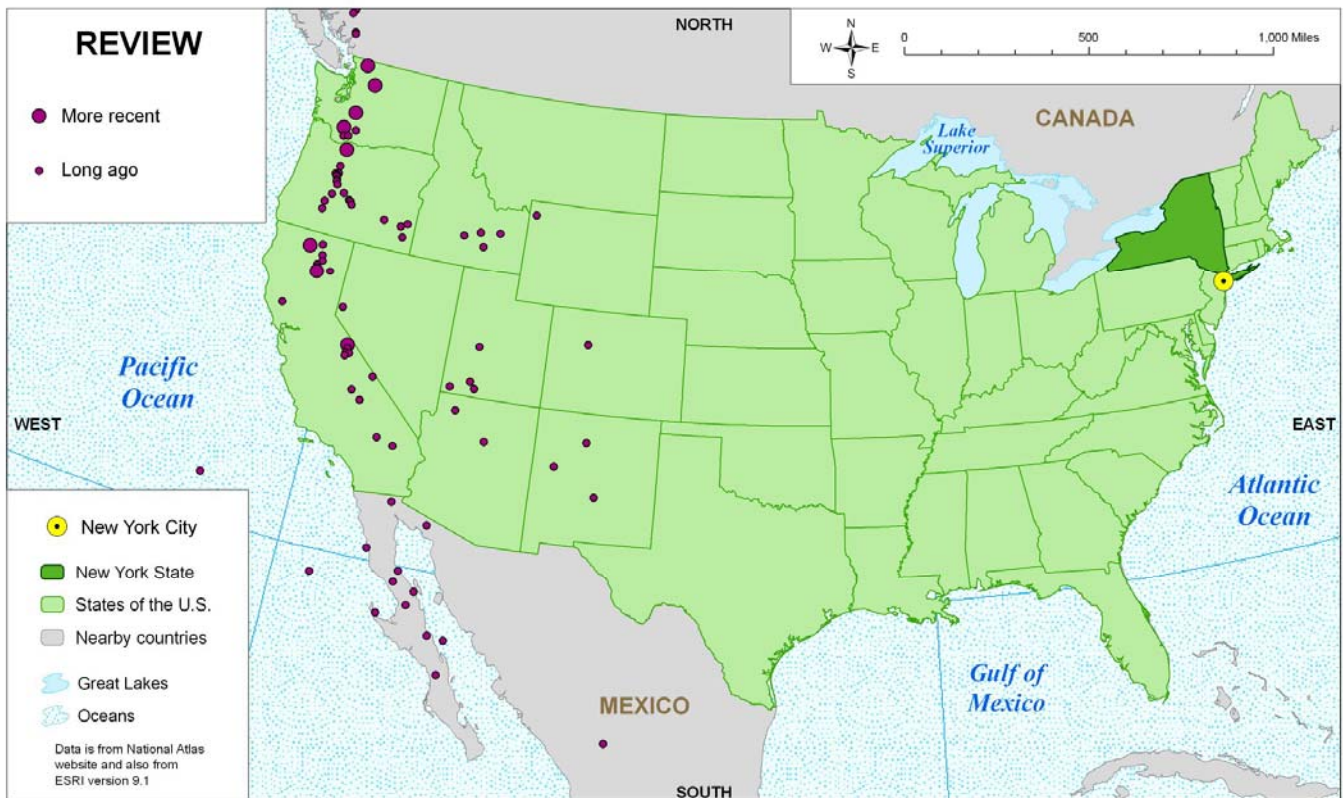 REVIEW
More recent
Long ago
NORTH
N
W E
S
0 500 1,000 Miles
CANADA
Lake
Superior
Pacific
Ocean
WEST
EAST
Atlantic
Ocean
New York City
New York State
States of the U.S.
Nearby countries
Great Lakes
Oceans
Data is from National Atlas
website and also from
ESRI version 9.1
Gulf of
Mexico
MEXICO
SOUTH